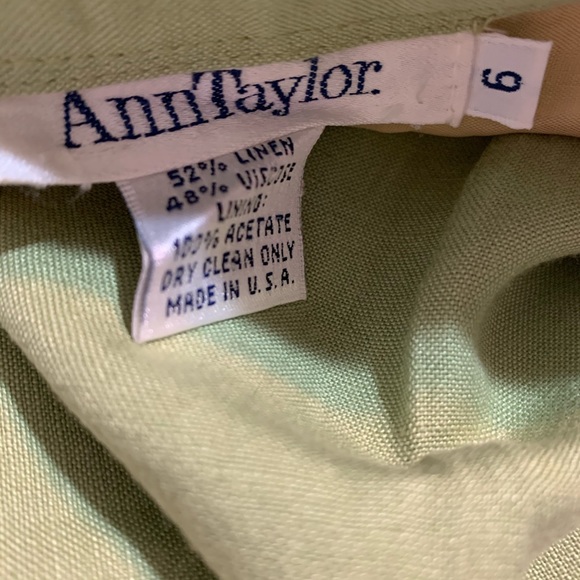 AnnTaylor.
6
52% LINEN
48% VISCOSE
LINING:
100% ACETATE
DRY CLEAN ONLY
MADE IN U.S.A.